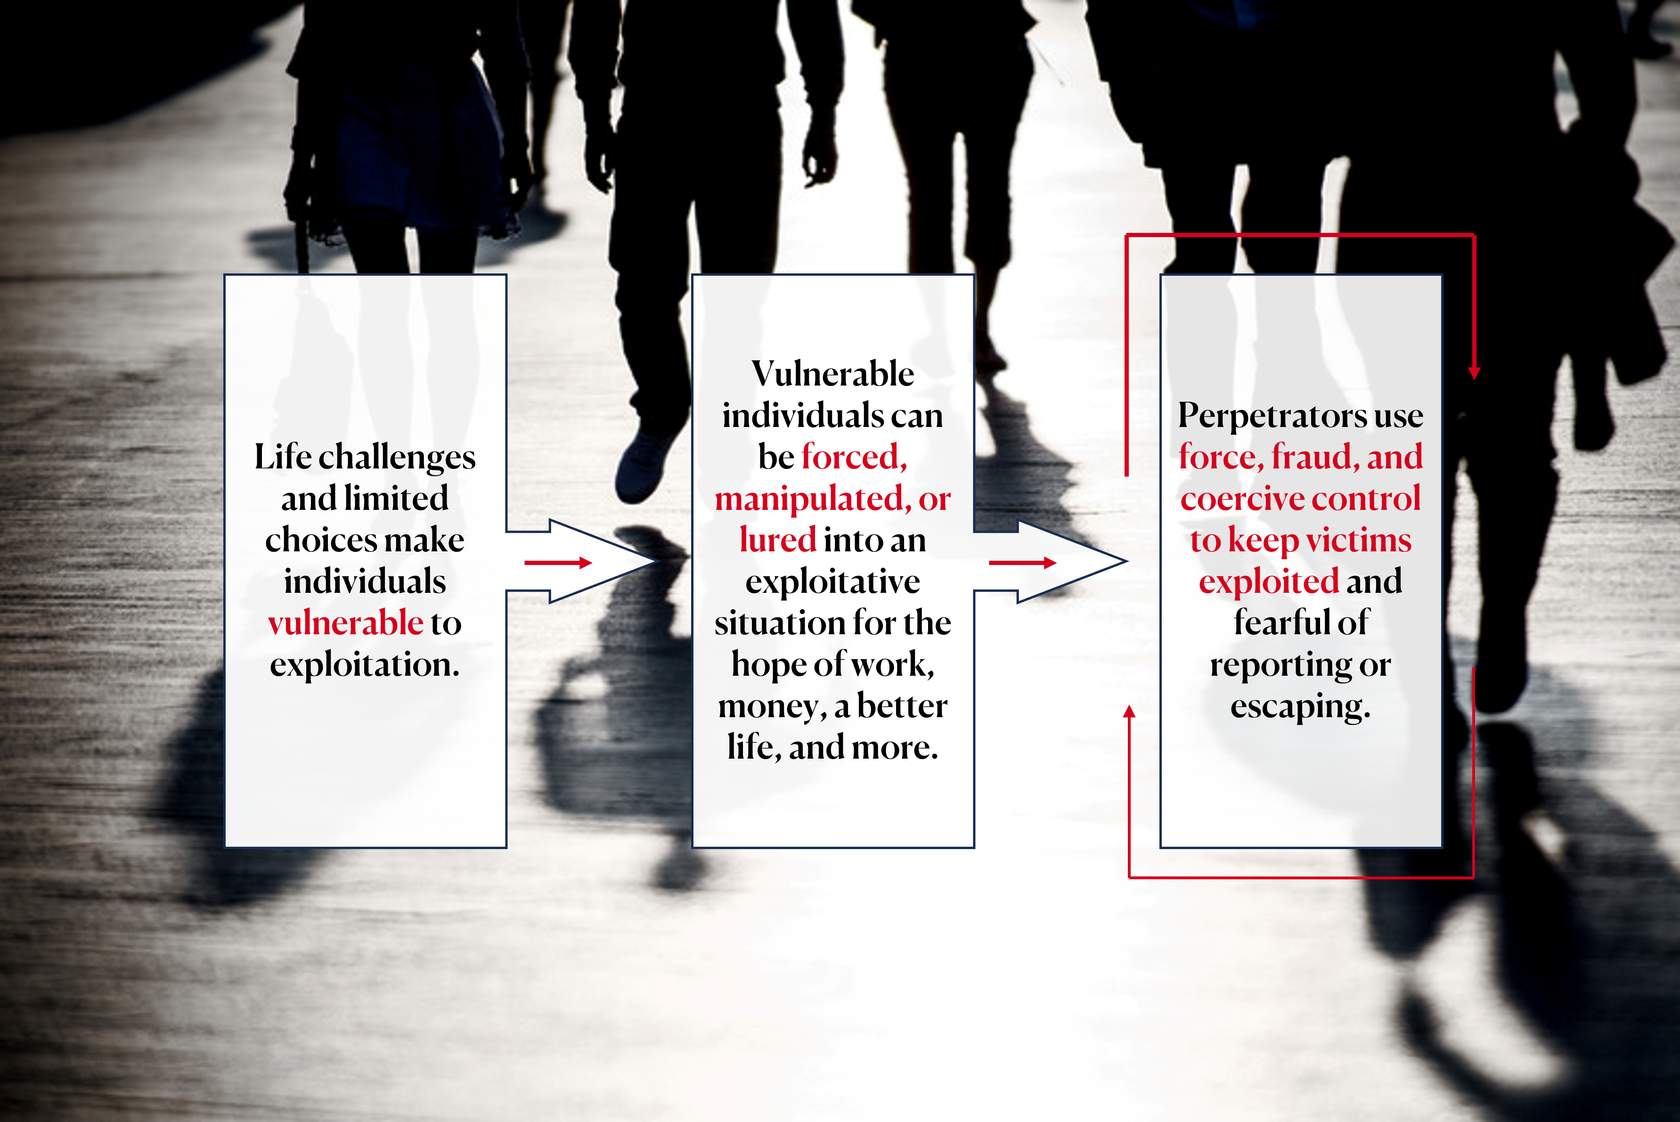 Life challenges
and limited
choices make
individuals
vulnerable to
exploitation.
Vulnerable
individuals can
be forced,
manipulated, or
lured into an
exploitative
situation for the
hope of work,
money, a better
life, and more.
Perpetrators use
force, fraud, and
coercive control
to keep victims
exploited and
fearful of
reporting or
escaping.